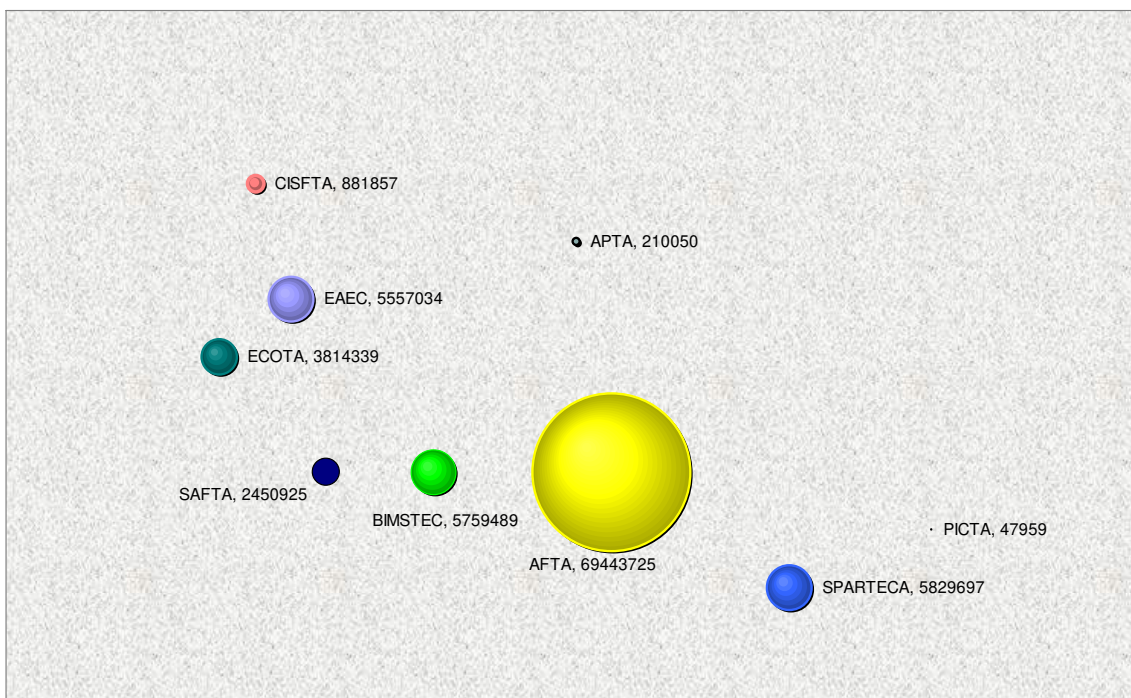 CISFTA, 881857
APTA, 210050
EAEC, 5557034
ECOTA, 3814339
SAFTA, 2450925
BIMSTEC, 5759489
PICTA, 47959
AFTA, 69443725
SPARTECA, 5829697